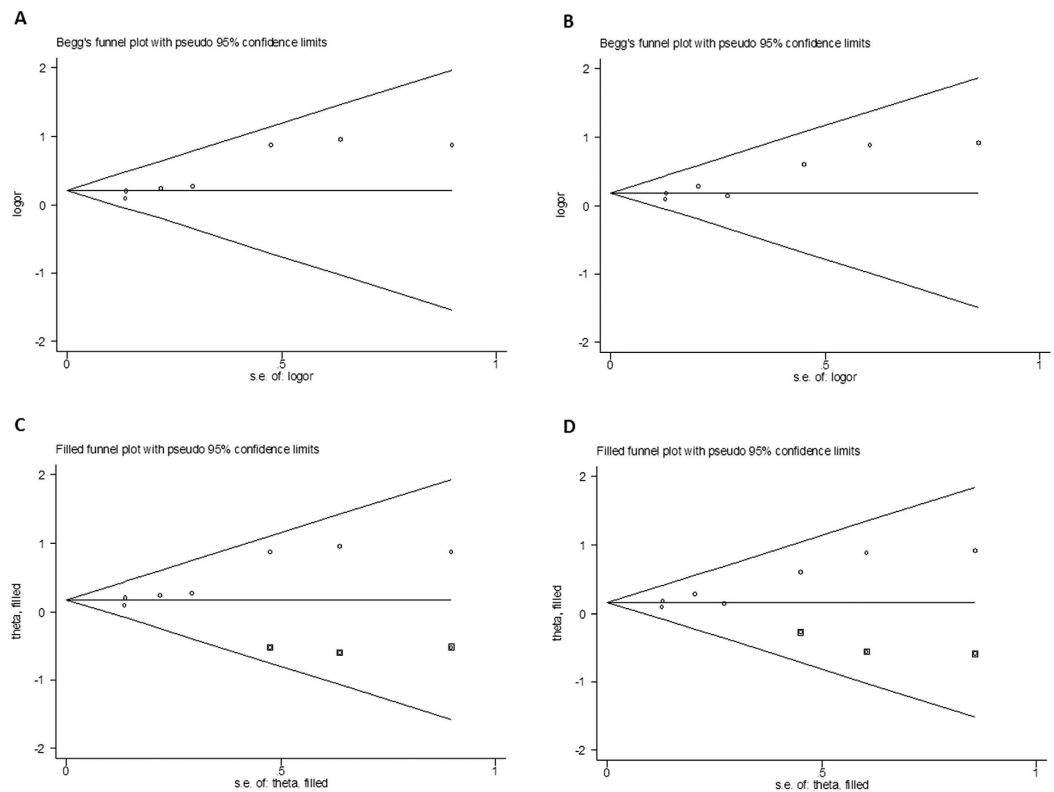 A
Begg's funnel plot with pseudo 95% confidence limits
2
1
0
-1
-2
logor
0
.5
1
s.e. of: logor
B
Begg's funnel plot with pseudo 95% confidence limits
2
1
0
-1
-2
logor
0
.5
1
s.e. of: logor
C
Filled funnel plot with pseudo 95% confidence limits
2
1
0
-1
-2
theta, filled
0
.5
1
s.e. of: theta, filled
D
Filled funnel plot with pseudo 95% confidence limits
2
1
0
-1
-2
theta, filled
0
.5
1
s.e. of: theta, filled